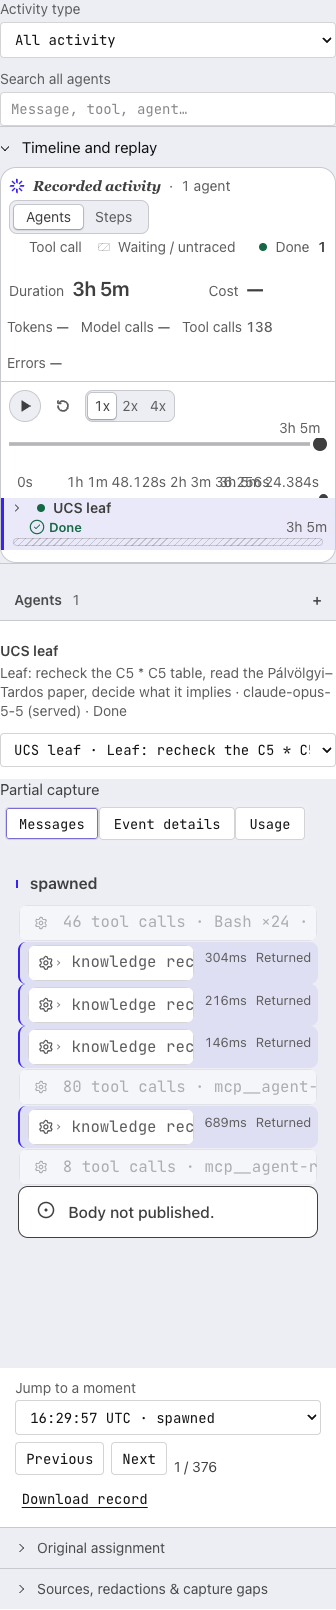 Activity type
All activity
Search all agents
Message, tool, agent…
Timeline and replay
Recorded activity · 1 agent
Agents Steps
Tool call Waiting / untraced Done 1
Duration 3h 5m Cost —
Tokens — Model calls — Tool calls 138
Errors —
1x 2x 4x
3h 5m
0s 1h 1m 48.128s 2h 3m 36.256s 24.384s
UCS leaf
Done 3h 5m
Agents 1 +
UCS leaf
Leaf: recheck the C5 * C5 table, read the Pálvölgyi–
Tardos paper, decide what it implies · claude-opus-
5-5 (served) · Done
UCS leaf · Leaf: recheck the C5 * C5
Partial capture
Messages Event details Usage
spawned
46 tool calls · Bash ×24 ·
knowledge rec 304ms Returned
knowledge rec 216ms Returned
knowledge rec 146ms Returned
80 tool calls · mcp__agent-
knowledge rec 689ms Returned
8 tool calls · mcp__agent-r
Body not published.
Jump to a moment
16:29:57 UTC · spawned
Previous Next 1 / 376
Download record
Original assignment
Sources, redactions & capture gaps